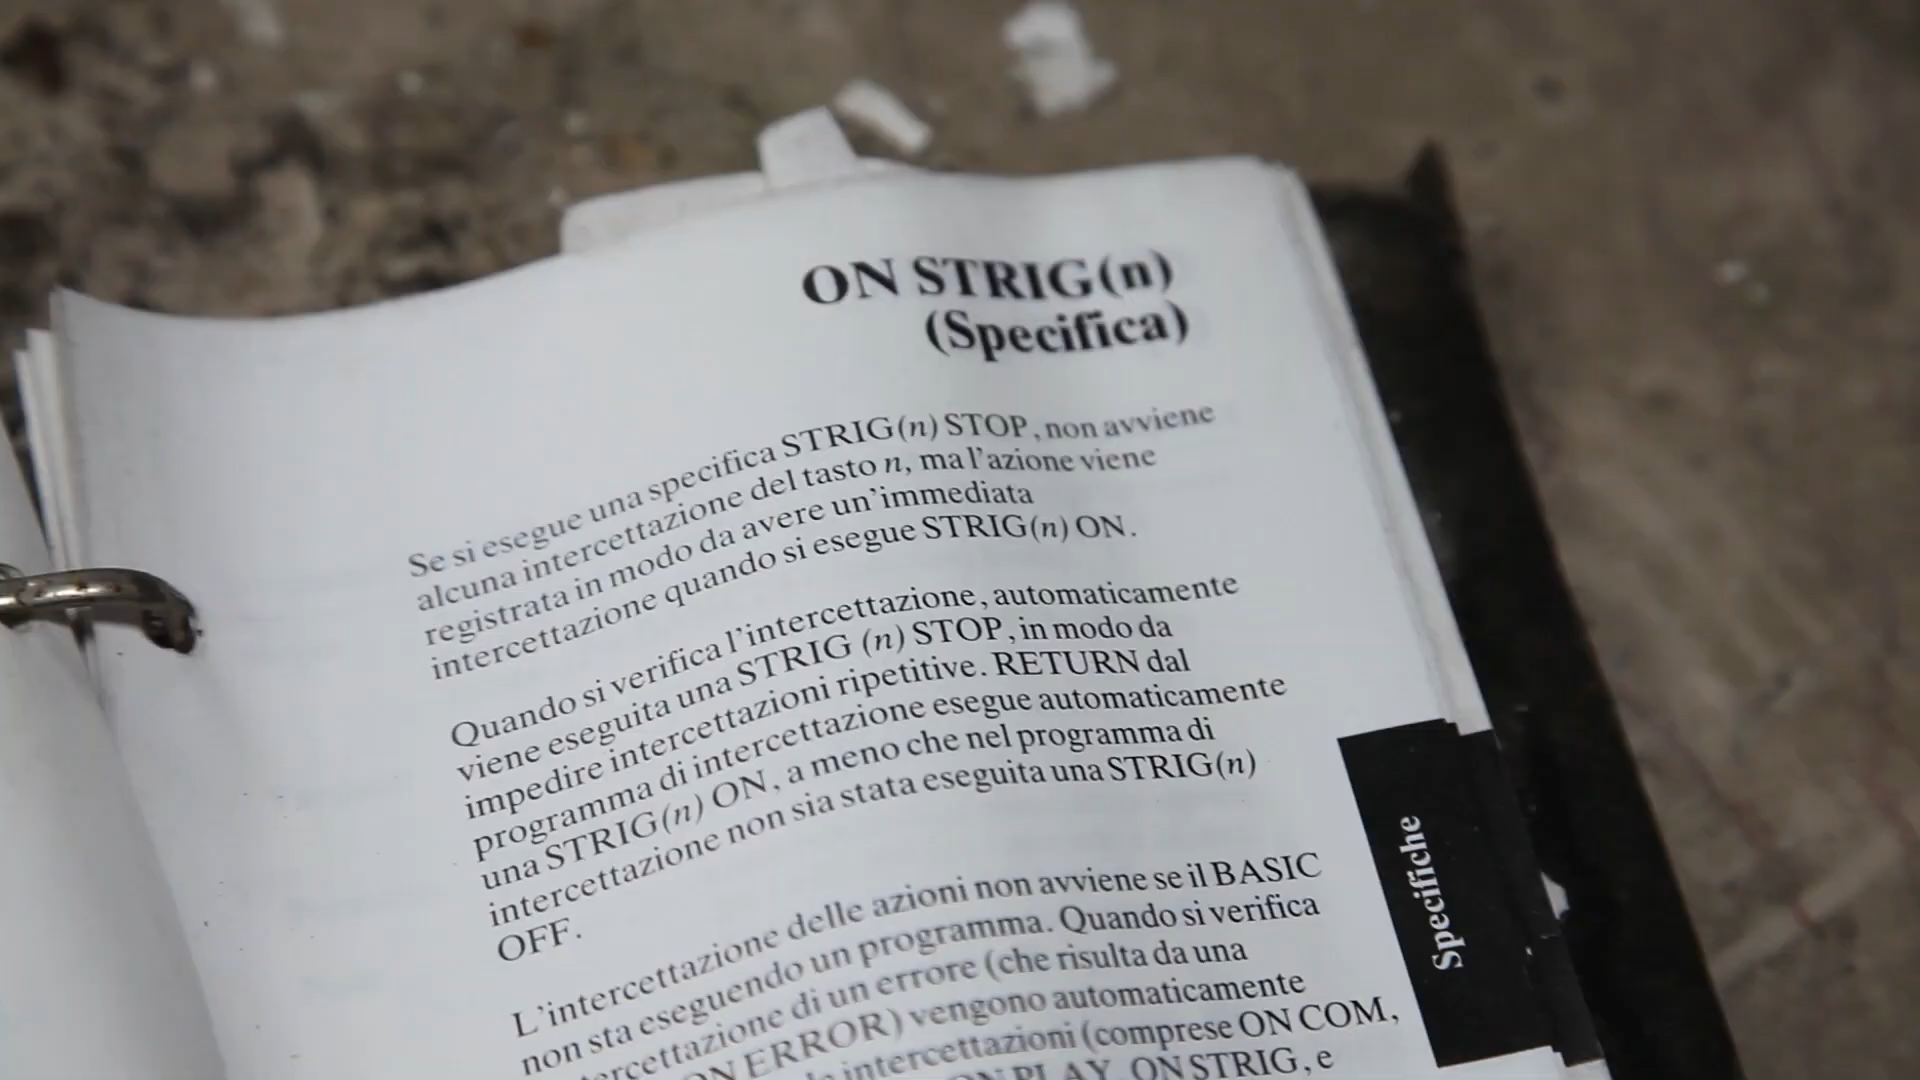 ON STRIG(n)
(Specifica)
Se si esegue una specifica STRIG(n) STOP, non avviene
alcuna intercettazione del tasto n, ma l'azione viene
registrata in modo da avere un'immediata
intercettazione quando si esegue STRIG(n) ON.
Quando si verifica l'intercettazione, automaticamente
viene eseguita una STRIG (n) STOP, in modo da
impedire intercettazioni ripetitive. RETURN dal
programma di intercettazione esegue automaticamente
una STRIG(n) ON, a meno che nel programma di
intercettazione non sia stata eseguita una STRIG(n)
OFF.
L'intercettazione delle azioni non avviene se il BASIC
non sta eseguendo un programma. Quando si verifica
di un errore (che risulta da una
ERROR) vengono automaticamente
intercettazioni (comprese ON COM,
PLAY, ON STRIG, e
Specifiche